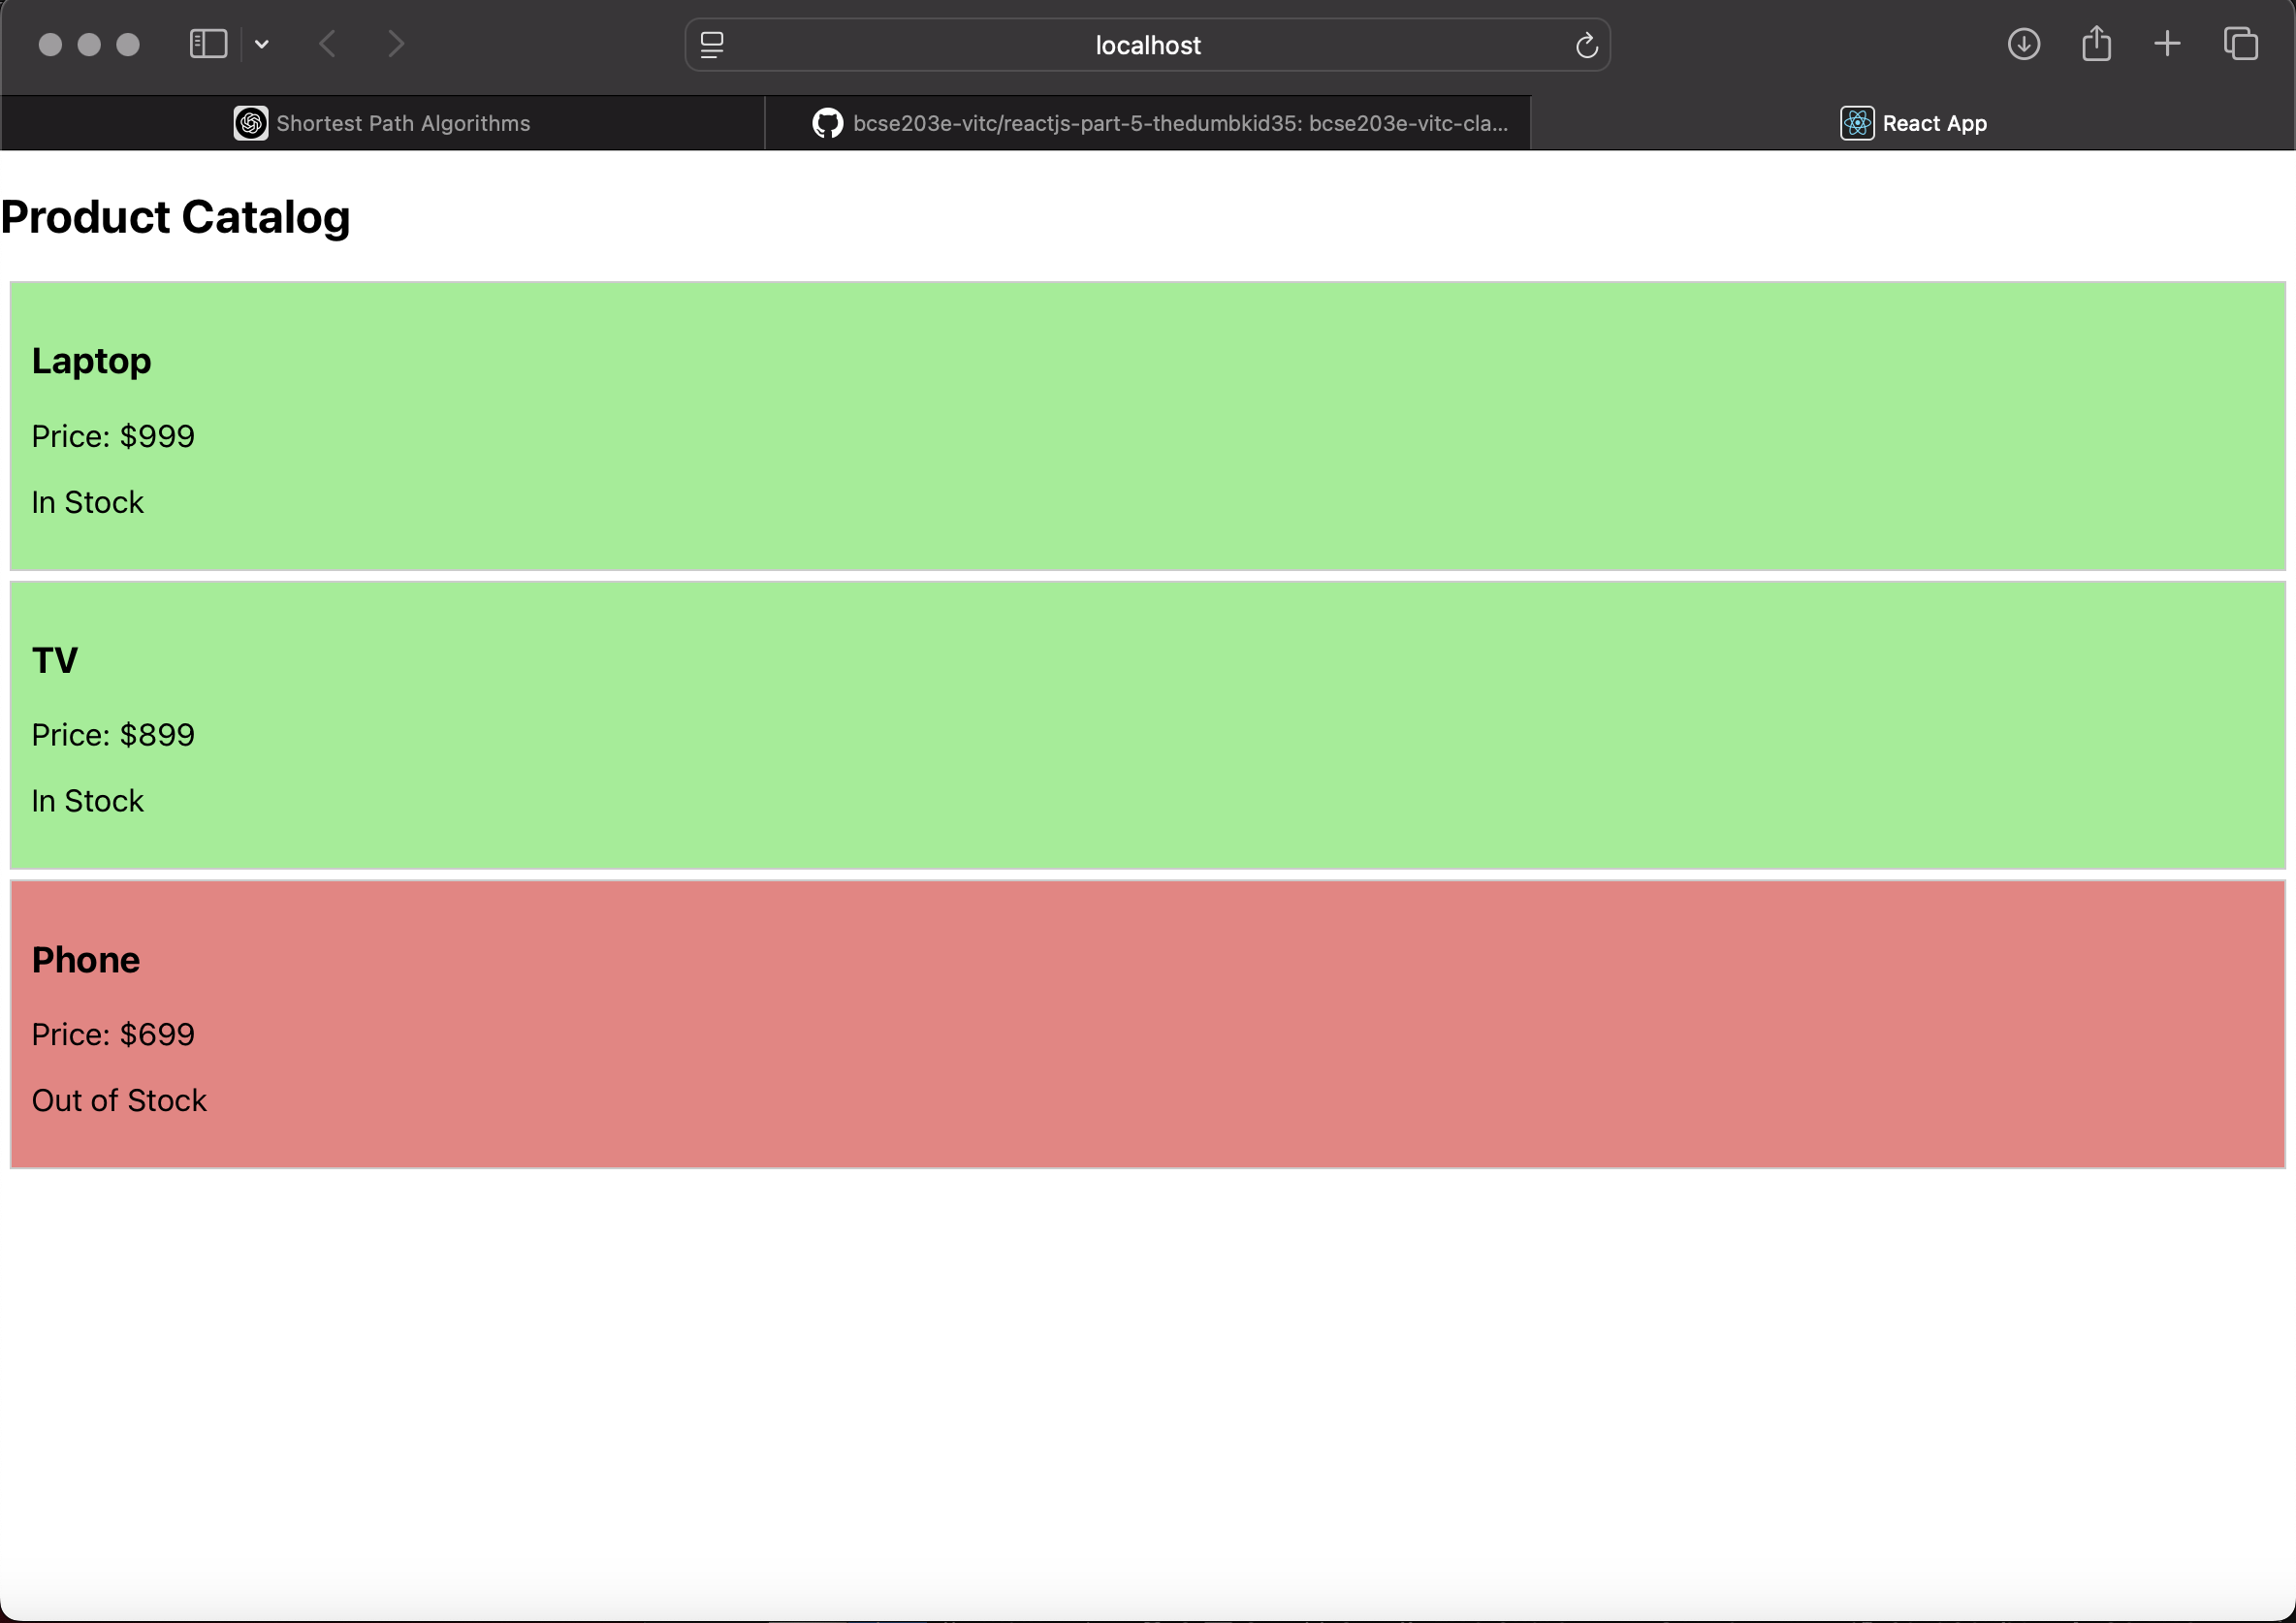 localhost
Shortest Path Algorithms
bcse203e-vitc/reactjs-part-5-thedumbkid35: bcse203e-vitc-cla...
React App
Product Catalog
Laptop
Price: $999
In Stock
TV
Price: $899
In Stock
Phone
Price: $699
Out of Stock